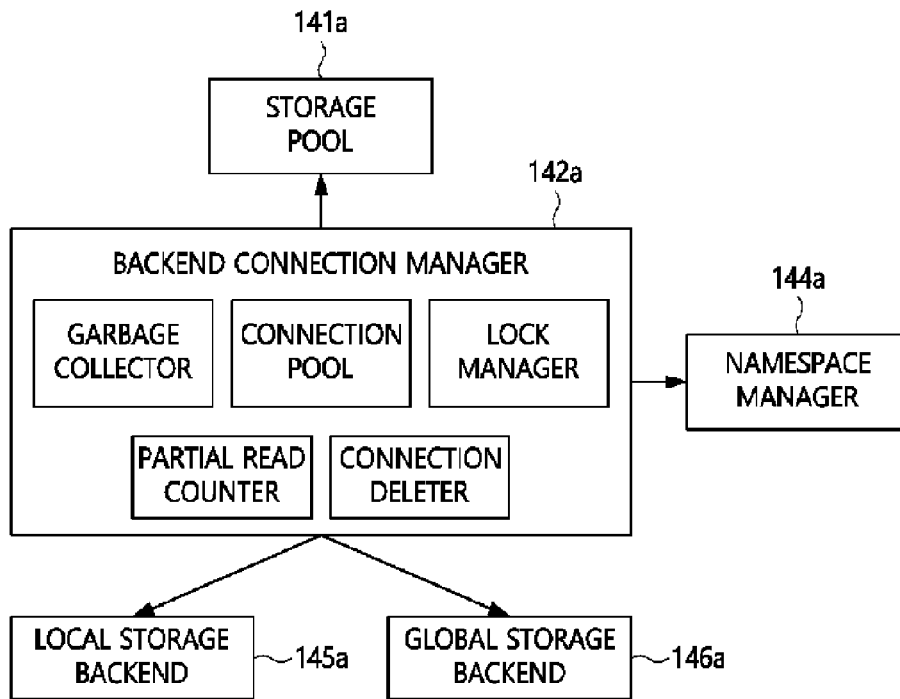 141a
STORAGE
POOL
142a
BACKEND CONNECTION MANAGER
GARBAGE
COLLECTOR
CONNECTION
POOL
LOCK
MANAGER
PARTIAL READ
COUNTER
CONNECTION
DELETER
144a
NAMESPACE
MANAGER
LOCAL STORAGE
BACKEND
145a
GLOBAL STORAGE
BACKEND
146a